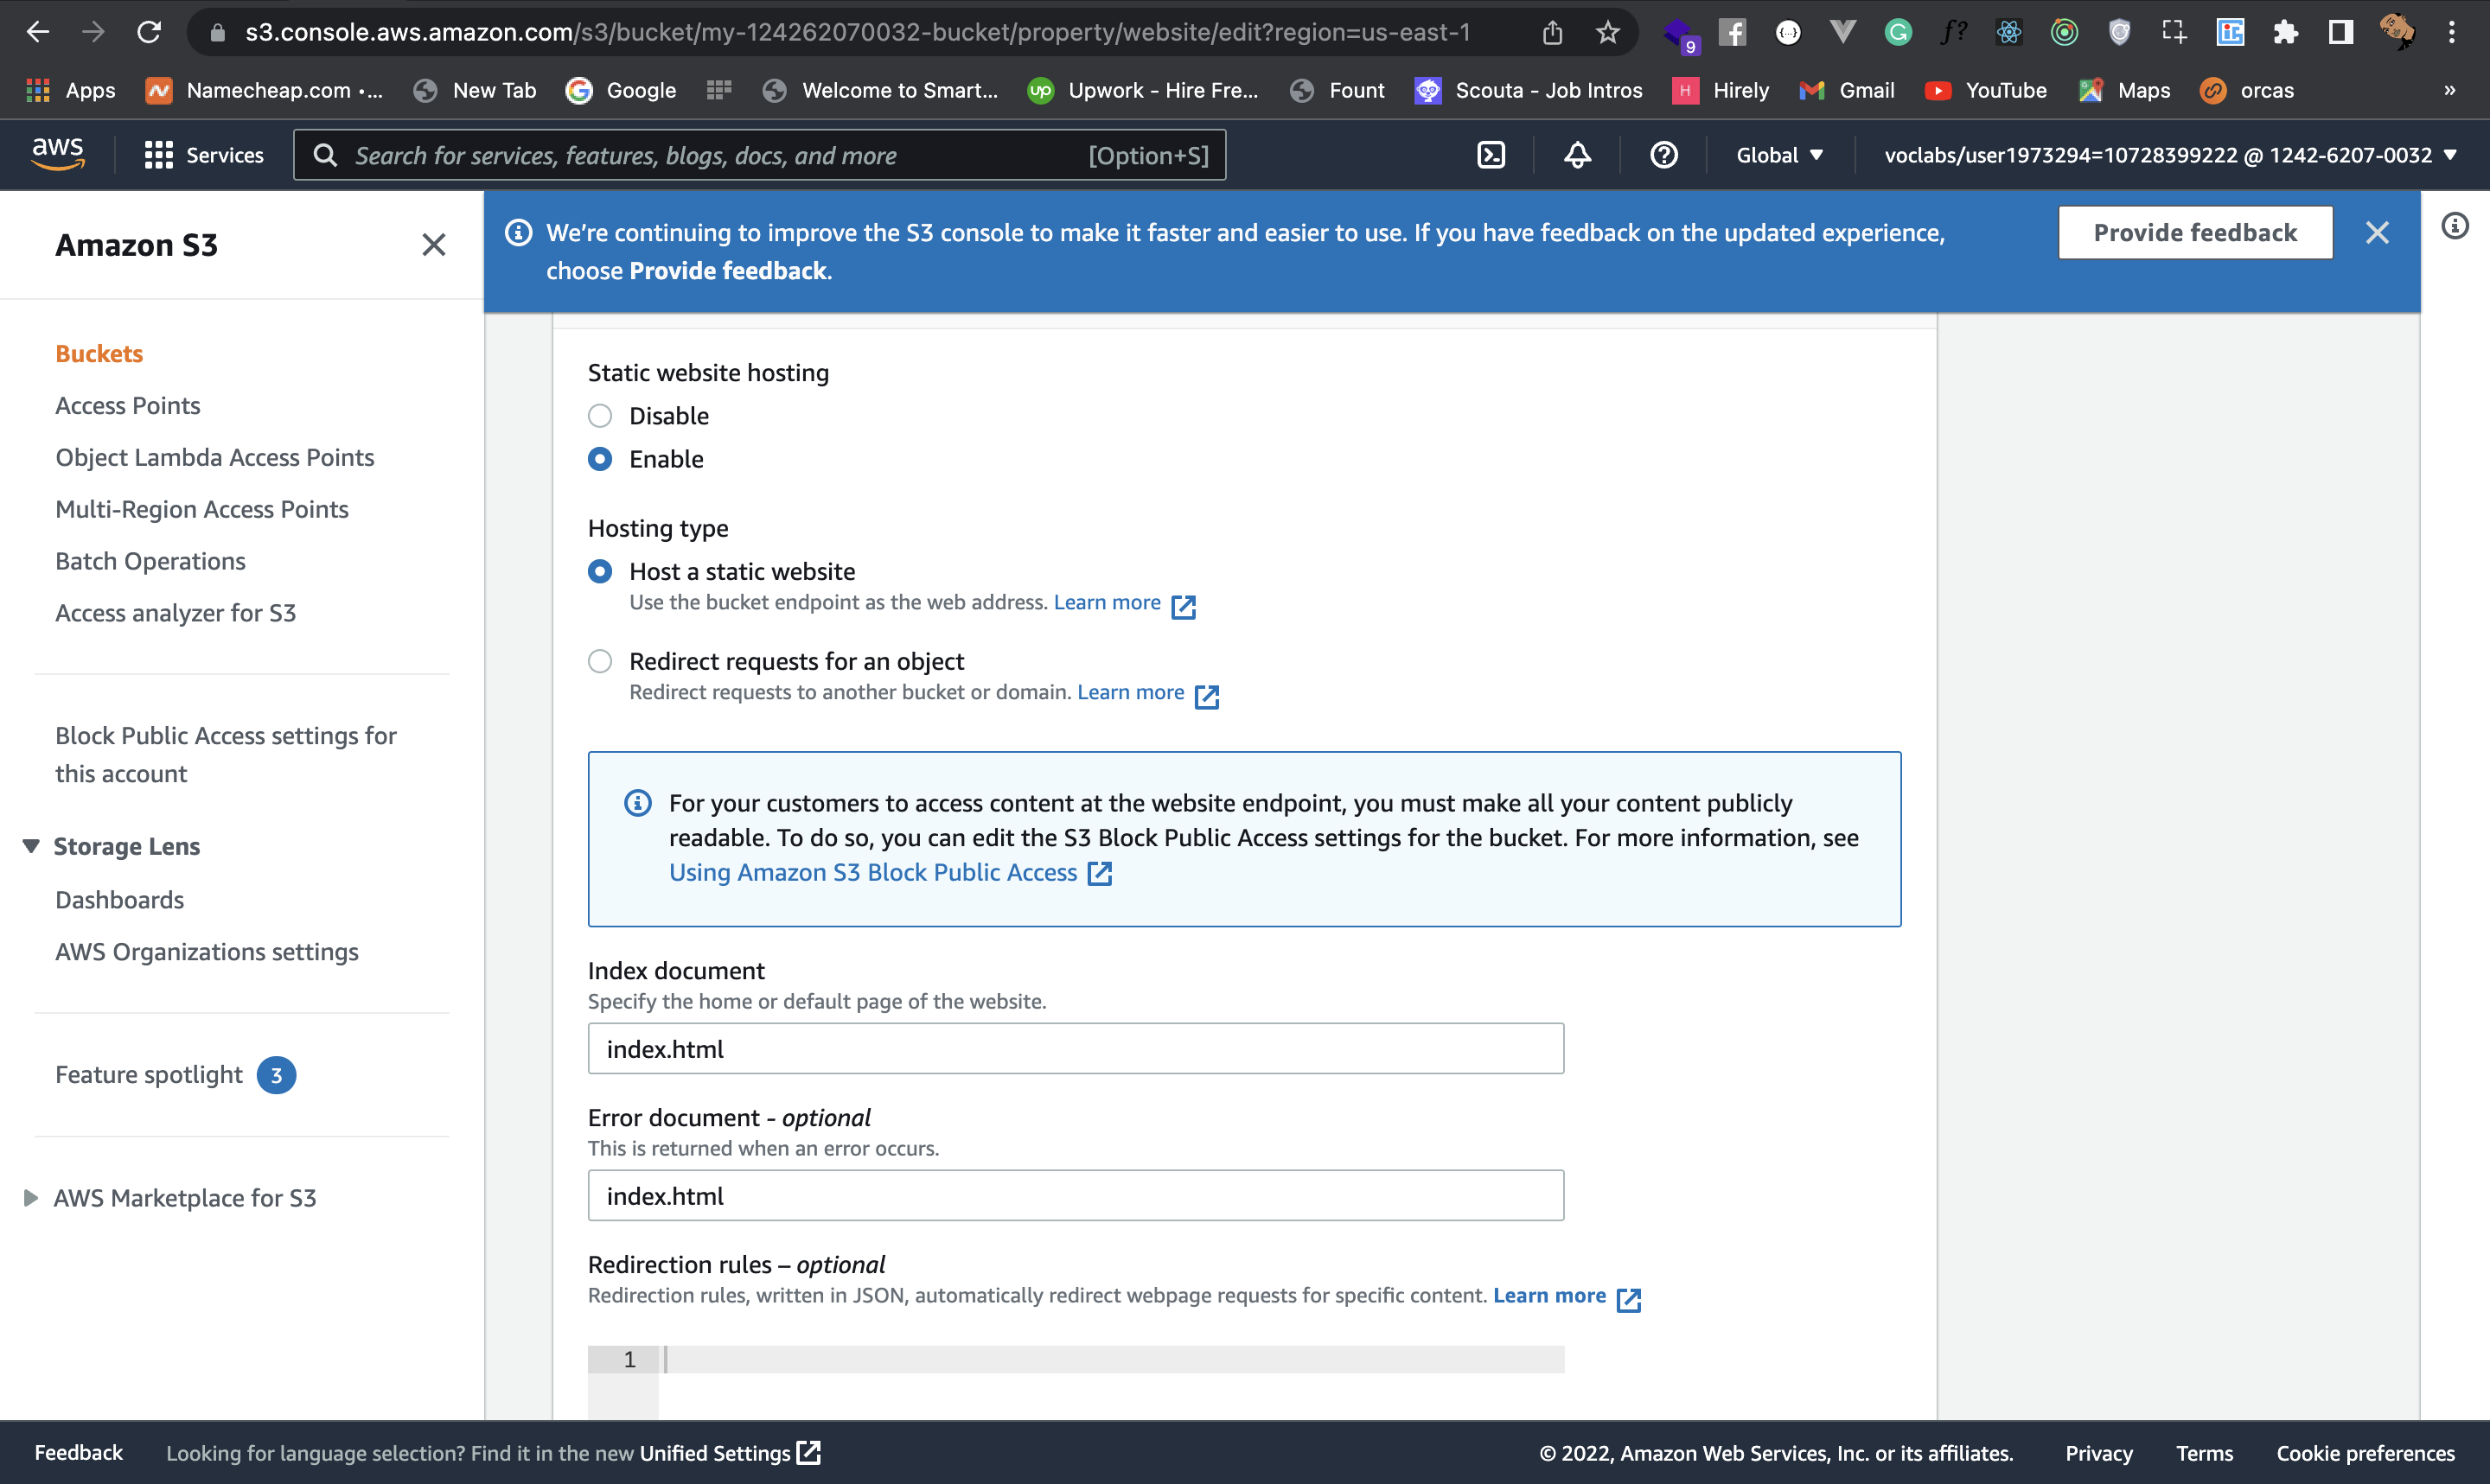 s3.console.aws.amazon.com/s3/bucket/my-124262070032-bucket/property/website/edit?region=us-east-1
9
Apps
Namecheap.com •...
New Tab
Google
Welcome to Smart...
up
Upwork - Hire Fre...
Fount
Scouta - Job Intros
H
Hirely
Gmail
YouTube
Maps
orcas
»
aws
Services
Search for services, features, blogs, docs, and more
[Option+S]
Global
voclabs/user1973294=10728399222 @ 1242-6207-0032
Amazon S3
Buckets
Access Points
Object Lambda Access Points
Multi-Region Access Points
Batch Operations
Access analyzer for S3
Block Public Access settings for
this account
Storage Lens
Dashboards
AWS Organizations settings
Feature spotlight 3
AWS Marketplace for S3
We’re continuing to improve the S3 console to make it faster and easier to use. If you have feedback on the updated experience,
choose Provide feedback.
Provide feedback
Static website hosting
Disable
Enable
Hosting type
Host a static website
Use the bucket endpoint as the web address. Learn more
Redirect requests for an object
Redirect requests to another bucket or domain. Learn more
For your customers to access content at the website endpoint, you must make all your content publicly
readable. To do so, you can edit the S3 Block Public Access settings for the bucket. For more information, see
Using Amazon S3 Block Public Access
Index document
Specify the home or default page of the website.
index.html
Error document - optional
This is returned when an error occurs.
index.html
Redirection rules – optional
Redirection rules, written in JSON, automatically redirect webpage requests for specific content. Learn more
1
Feedback
Looking for language selection? Find it in the new Unified Settings
© 2022, Amazon Web Services, Inc. or its affiliates.
Privacy
Terms
Cookie preferences